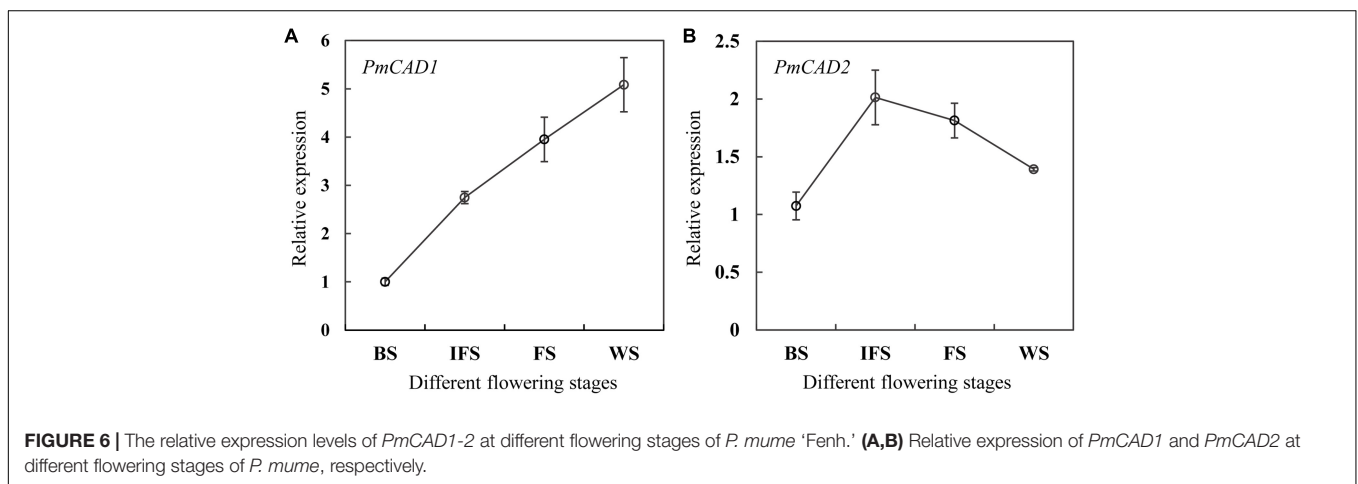 A
B
6
5
4
3
2
1
0
PmCAD1
Relative expression
BS IFS FS WS
Different flowering stages
2.5
2
1.5
1
0.5
0
PmCAD2
Relative expression
BS IFS FS WS
Different flowering stages
FIGURE 6 | The relative expression levels of PmCAD1-2 at different flowering stages of P. mume ‘Fenh.’ (A,B) Relative expression of PmCAD1 and PmCAD2 at
different flowering stages of P. mume, respectively.